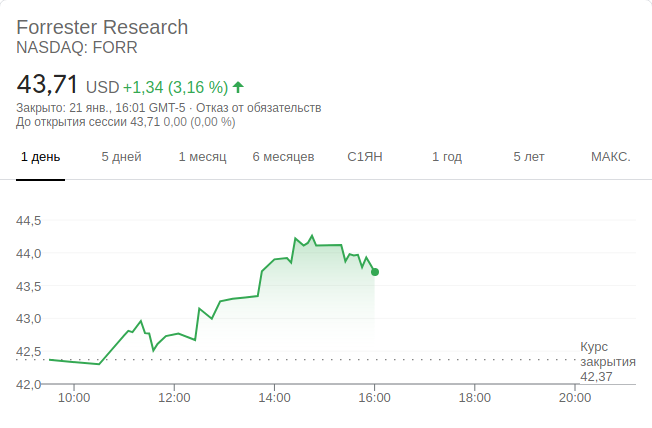 Forrester Research
NASDAQ: FORR
43,71 USD +1,34 (3,16 %)
Закрыто: 21 янв., 16:01 GMT-5 · Отказ от обязательств
До открытия сессии 43,71 0,00 (0,00 %)
1 день 5 дней 1 месяц 6 месяцев С1ЯН 1 год 5 лет МАКС.
44,5
44,0
43,5
43,0
42,5
42,0
Курс
закрытия
42,37
10:00 12:00 14:00 16:00 18:00 20:00